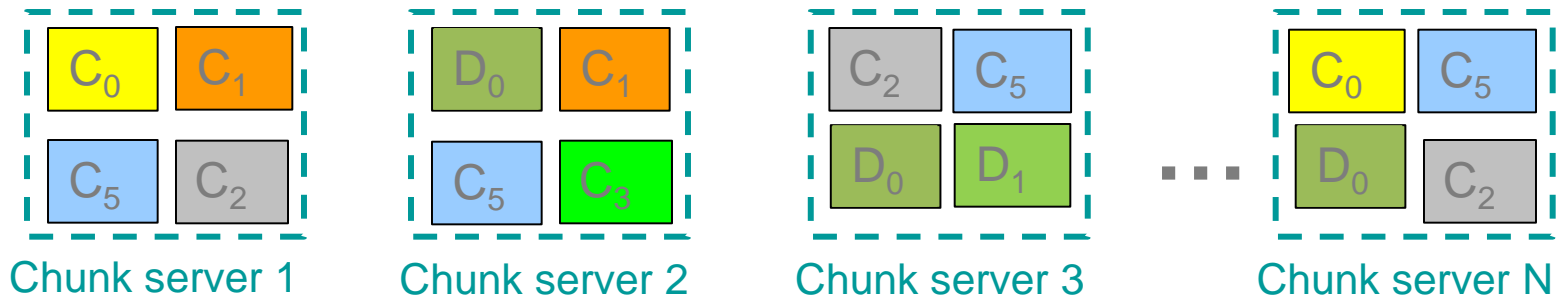 C₀ C₁ D₀ C₁ C₂ C₅ C₀ C₅
C₅ C₂ C₅ C₃ D₀ D₁ ... D₀ C₂
Chunk server 1 Chunk server 2 Chunk server 3 Chunk server N